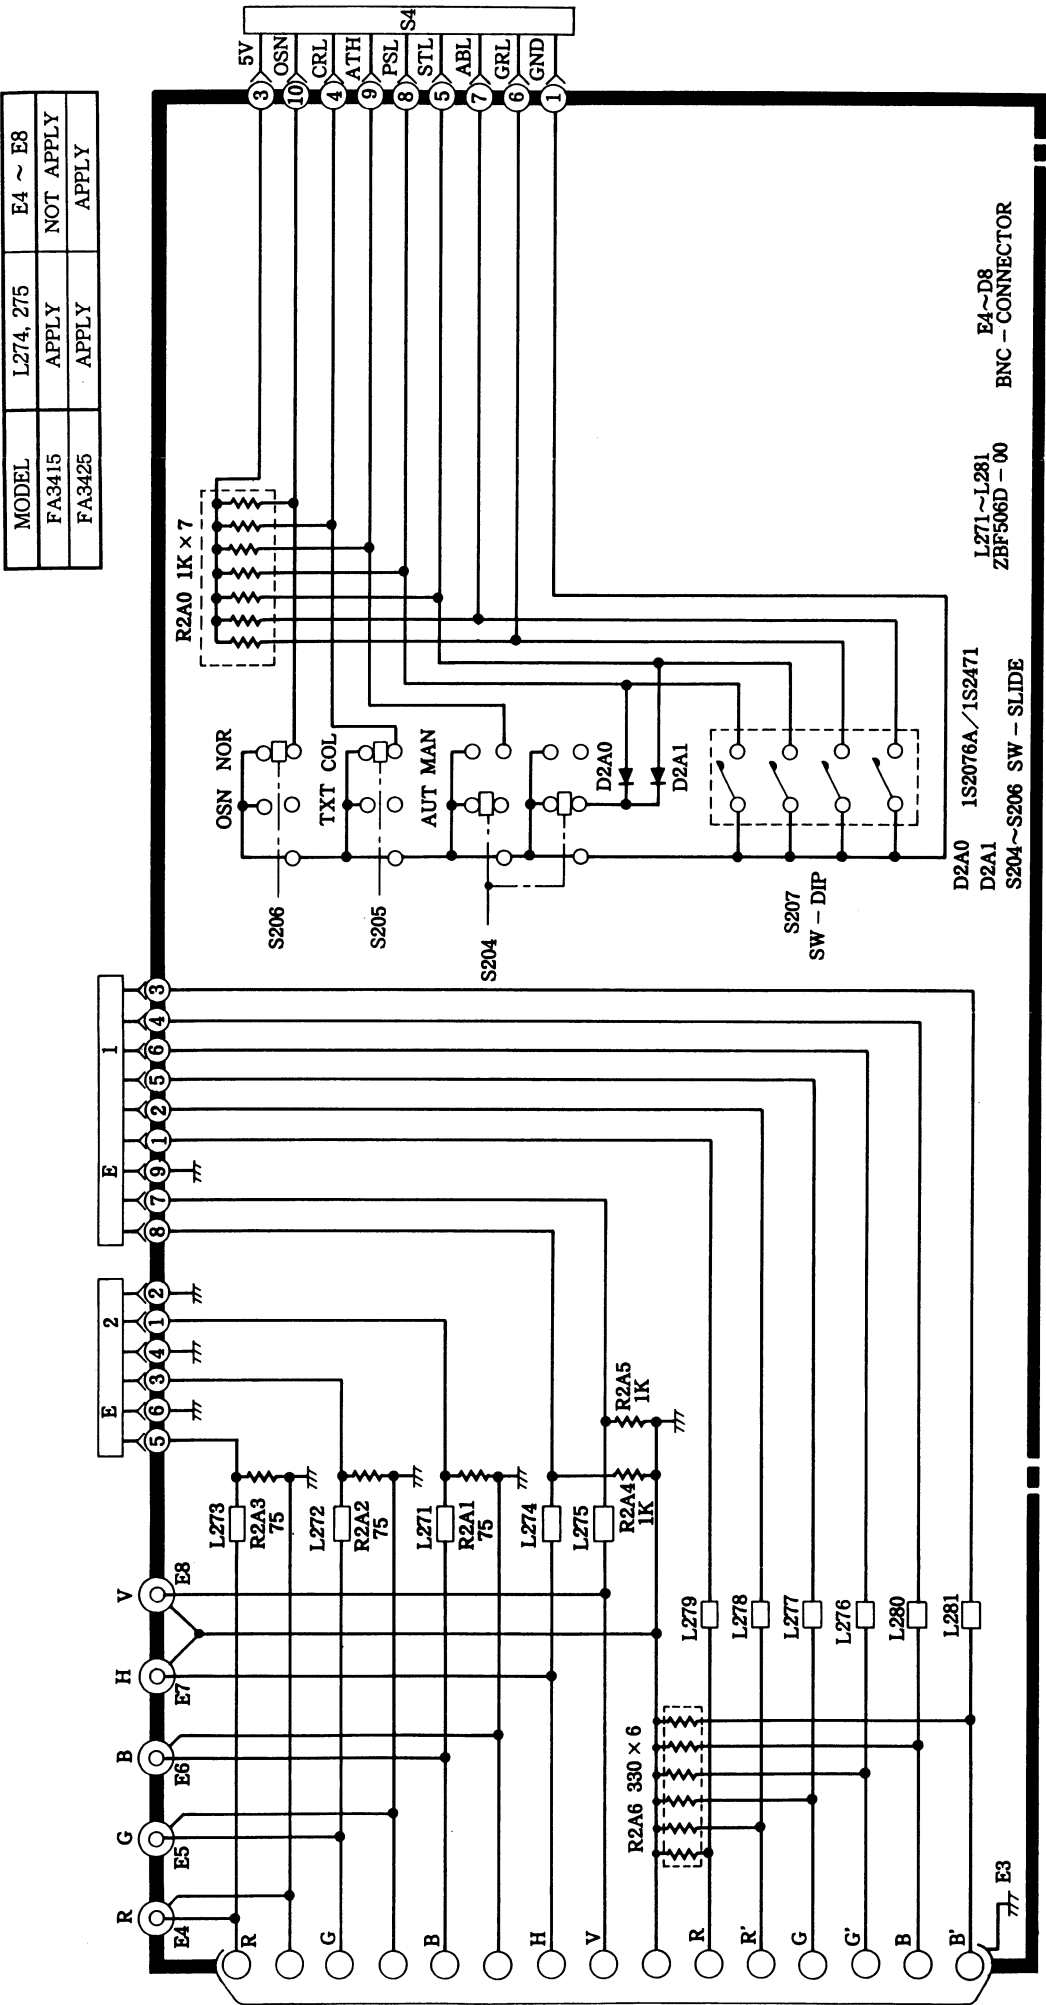 MODEL L274, 275 E4 ~ E8
FA3415 APPLY NOT APPLY
FA3425 APPLY APPLY
S4
5V
OSN
CRL
ATH
PSL
STL
ABL
GRL
GND
3
10
4
9
8
5
7
6
1
R2A0 1K × 7
OSN NOR
TXT COL
AUT MAN
D2A0
D2A1
S206
S205
S204
S207
SW – DIP
E4~D8
BNC – CONNECTOR
L271~L281
ZBF506D – 00
D2A0 1S2076A/1S2471
D2A1
S204~S206 SW – SLIDE
E 1
3
4
6
5
2
1
9
7
8
E 2
2
1
4
3
6
5
L273
R2A3
75
L272
R2A2
75
L271
R2A1
75
L274
L275
R2A5
1K
R2A4
1K
L279
L278
L277
L276
L280
L281
V
E8
H
E7
B
E6
G
E5
R
E4
R2A6 330 × 6
R
G
B
H
V
R
R'
G
G'
B
B'
E3